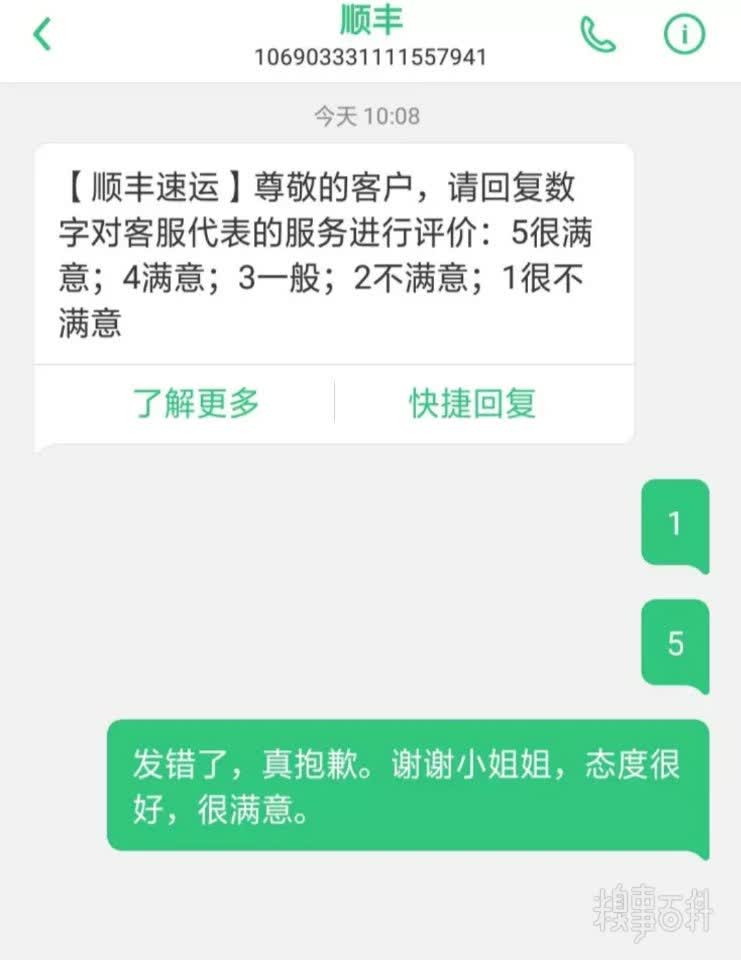 顺丰
106903331111557941
今天 10:08
【 顺丰速运 】尊敬的客户，请回复数
字对客服代表的服务进行评价：5很满
意；4满意；3一般；2不满意；1很不
满意
了解更多
快捷回复
1
5
发错了，真抱歉。谢谢小姐姐，态度很
好，很满意。
糗事百科